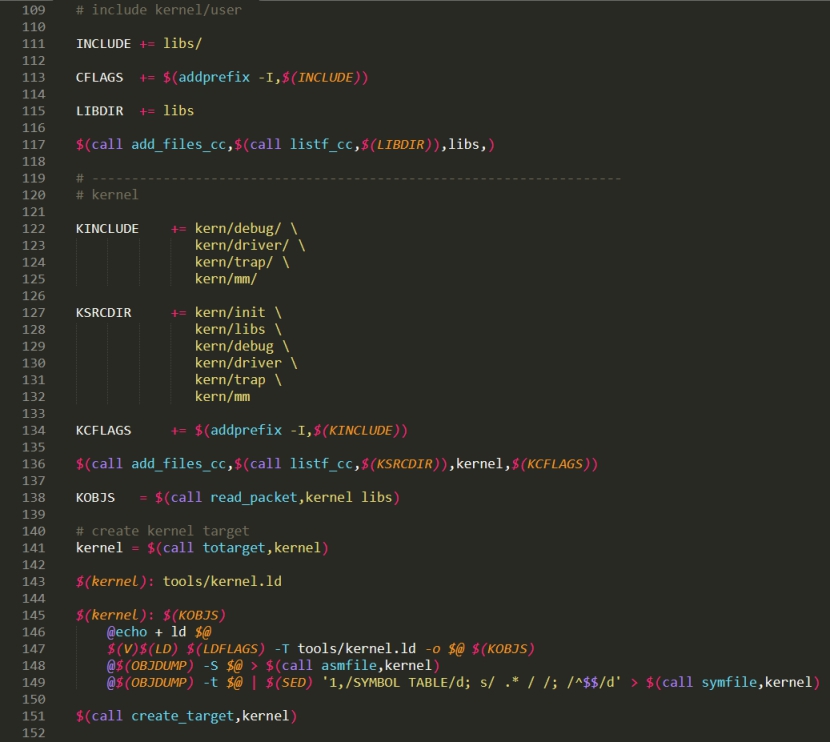 109 # include kernel/user
110
111 INCLUDE += libs/
112
113 CFLAGS += $(addprefix -I,$(INCLUDE))
114
115 LIBDIR += libs
116
117 $(call add_files_cc,$(call listf_cc,$(LIBDIR)),libs,)
118
119 # -------------------------------------------------------------------
120 # kernel
121
122 KINCLUDE += kern/debug/ \
123 kern/driver/ \
124 kern/trap/ \
125 kern/mm/
126
127 KSRCDIR += kern/init \
128 kern/libs \
129 kern/debug \
130 kern/driver \
131 kern/trap \
132 kern/mm
133
134 KCFLAGS += $(addprefix -I,$(KINCLUDE))
135
136 $(call add_files_cc,$(call listf_cc,$(KSRCDIR)),kernel,$(KCFLAGS))
137
138 KOBJS = $(call read_packet,kernel libs)
139
140 # create kernel target
141 kernel = $(call totarget,kernel)
142
143 $(kernel): tools/kernel.ld
144
145 $(kernel): $(KOBJS)
146 @echo + ld $@
147 $(V)$(LD) $(LDFLAGS) -T tools/kernel.ld -o $@ $(KOBJS)
148 @$(OBJDUMP) -S $@ > $(call asmfile,kernel)
149 @$(OBJDUMP) -t $@ | $(SED) '1,/SYMBOL TABLE/d; s/ .* / /; /^$$/d' > $(call symfile,kernel)
150
151 $(call create_target,kernel)
152